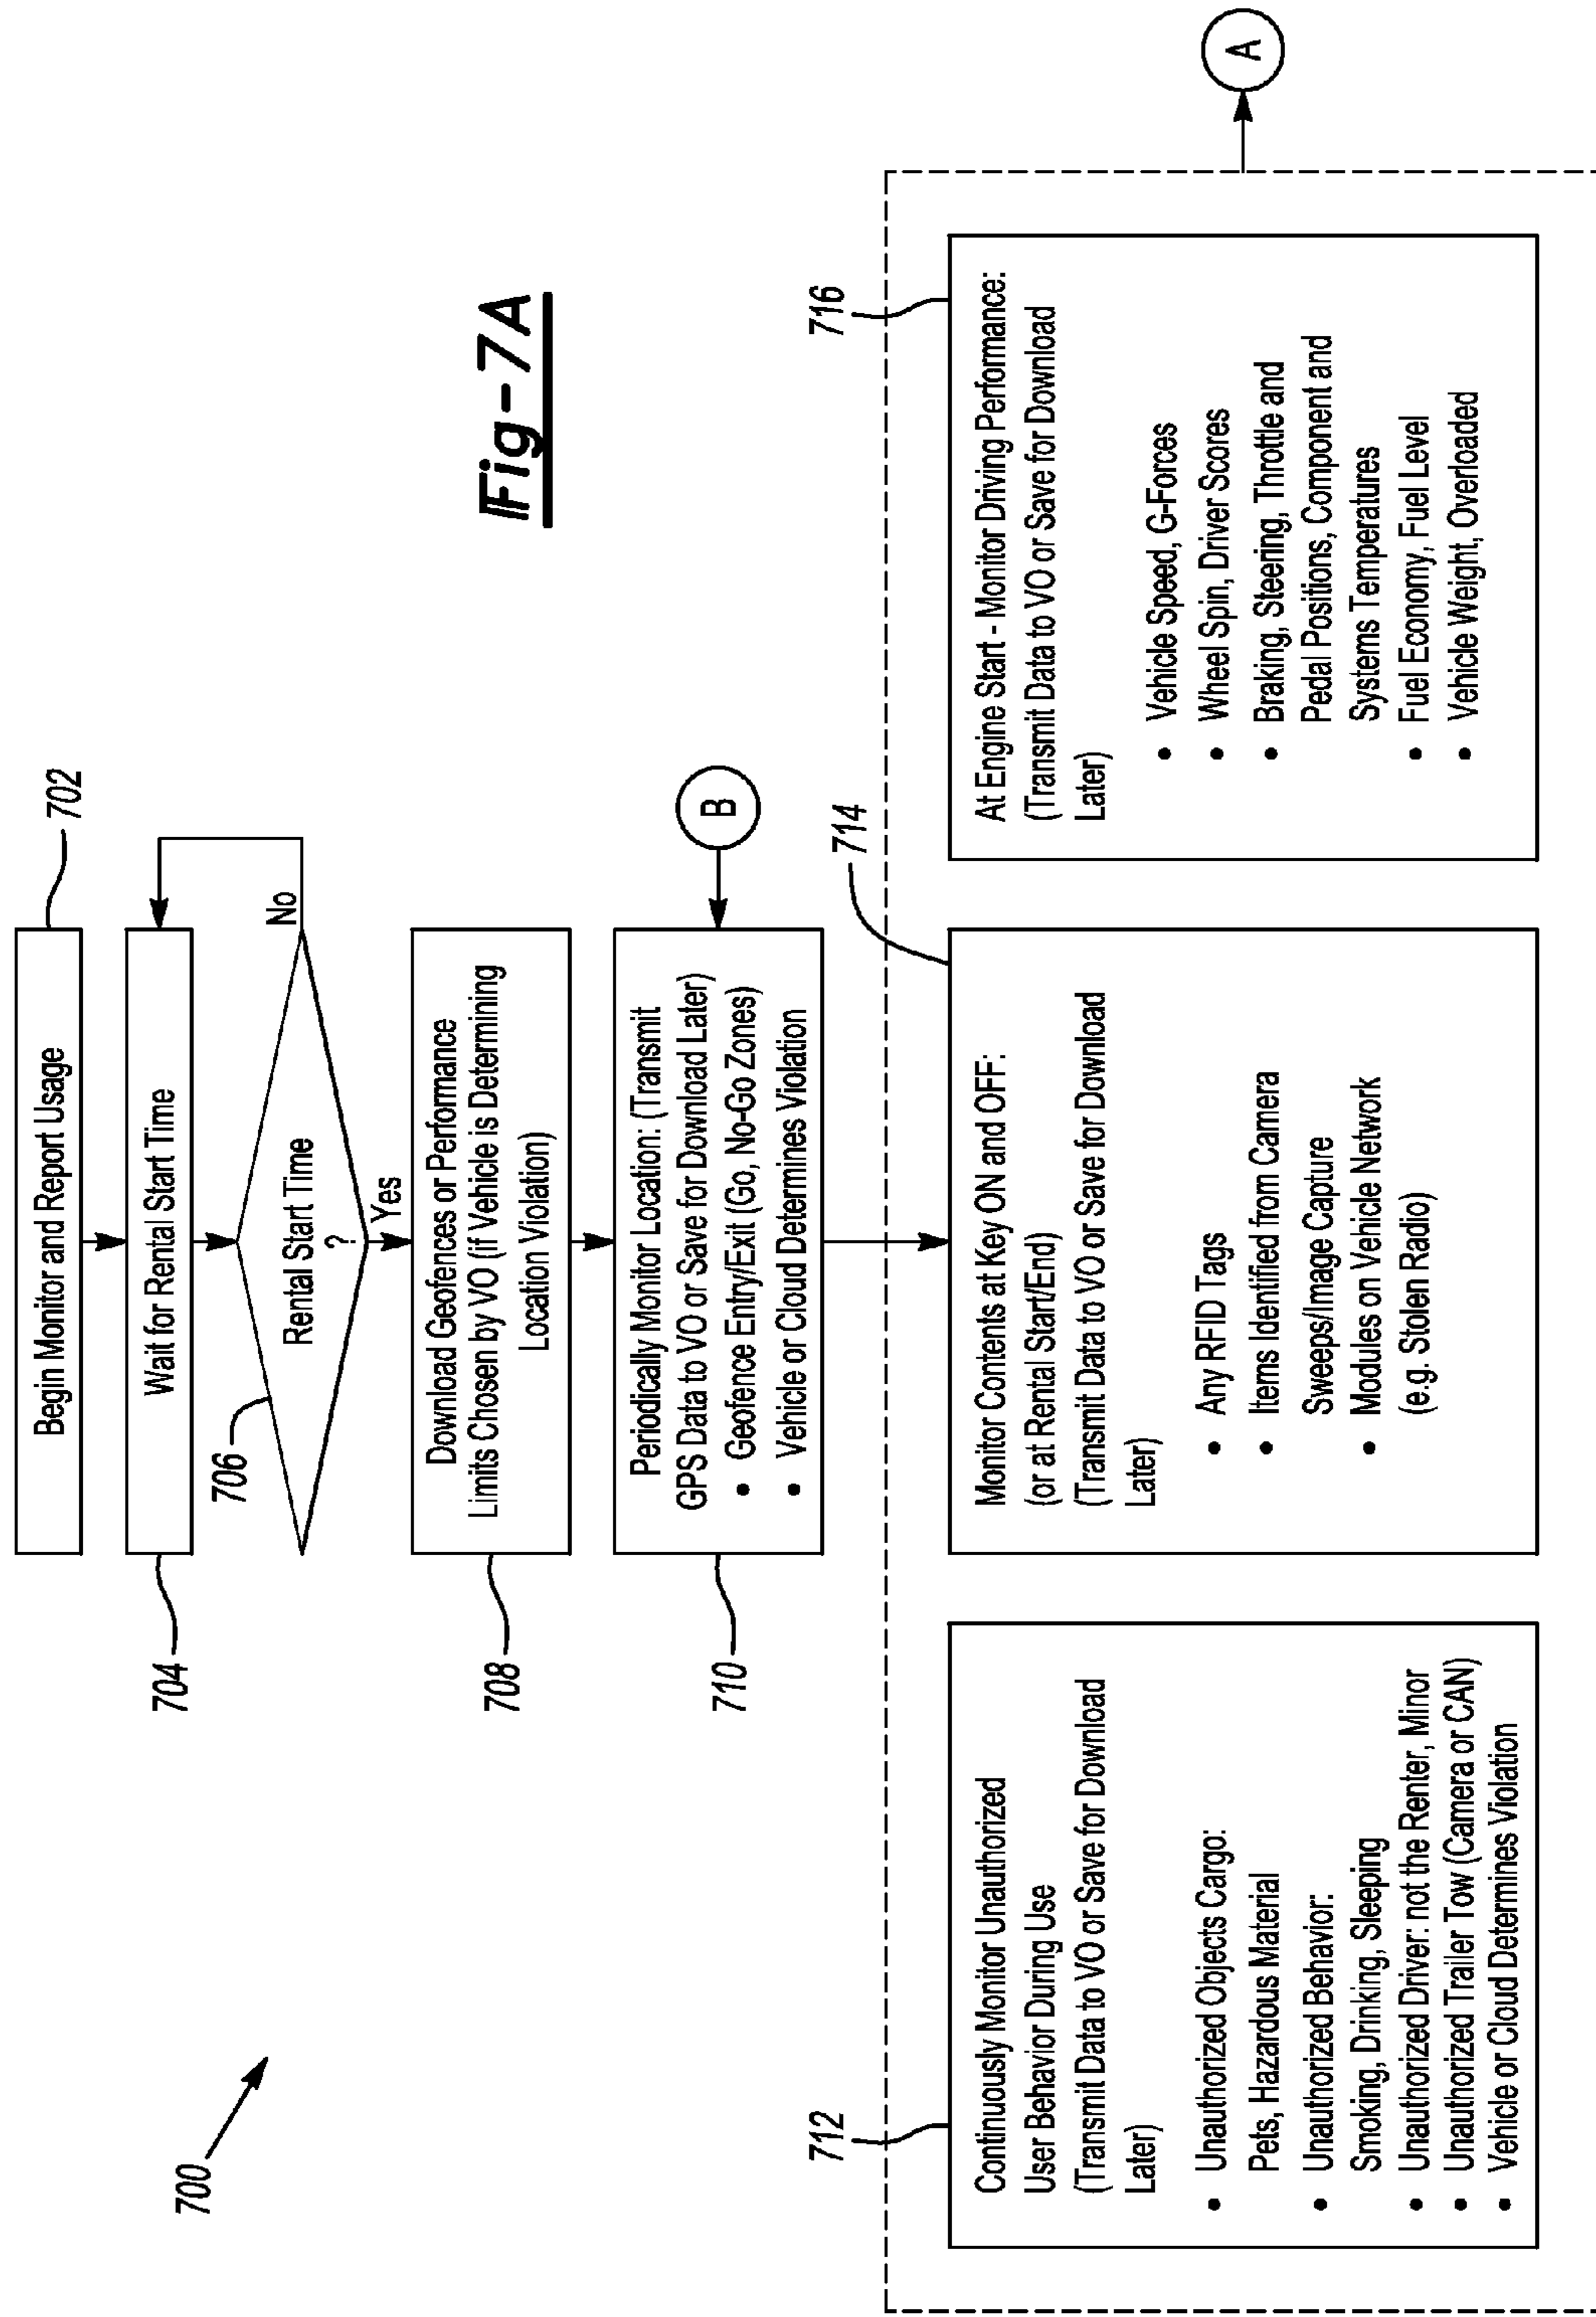 700
Begin Monitor and Report Usage
702
Wait for Rental Start Time
704
706
Rental Start Time
?
No
Yes
Download Geofences or Performance
Limits Chosen by VO (if Vehicle is Determining
Location Violation)
708
Periodically Monitor Location: (Transmit
GPS Data to VO or Save for Download Later)
• Geofence Entry/Exit (Go, No-Go Zones)
• Vehicle or Cloud Determines Violation
710
B
Fig-7A
712
Continuously Monitor Unauthorized
User Behavior During Use
(Transmit Data to VO or Save for Download
Later)
• Unauthorized Objects Cargo:
Pets, Hazardous Material
• Unauthorized Behavior:
Smoking, Drinking, Sleeping
• Unauthorized Driver: not the Renter, Minor
• Unauthorized Trailer Tow (Camera or CAN)
• Vehicle or Cloud Determines Violation
714
Monitor Contents at Key ON and OFF:
(or at Rental Start/End)
(Transmit Data to VO or Save for Download
Later)
• Any RFID Tags
• Items Identified from Camera
Sweeps/Image Capture
• Modules on Vehicle Network
(e.g. Stolen Radio)
716
At Engine Start - Monitor Driving Performance:
(Transmit Data to VO or Save for Download
Later)
• Vehicle Speed, G-Forces
• Wheel Spin, Driver Scores
• Braking, Steering, Throttle and
Pedal Positions, Component and
Systems Temperatures
• Fuel Economy, Fuel Level
• Vehicle Weight, Overloaded
A